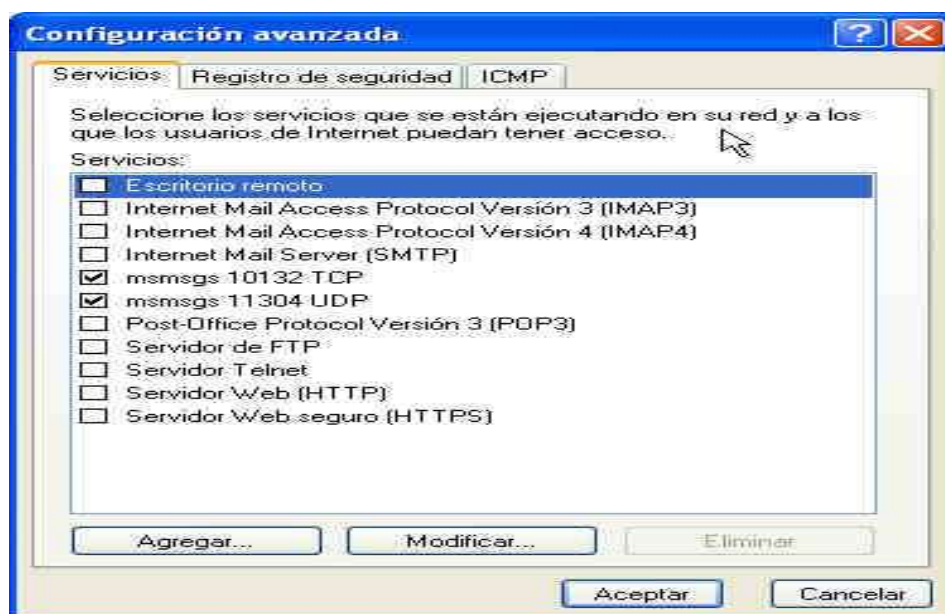 Configuración avanzada
Servicios Registro de seguridad ICMP
Seleccione los servicios que se están ejecutando en su red y a los
que los usuarios de Internet puedan tener acceso.
Servicios:
Escritorio remoto
Internet Mail Access Protocol Versión 3 (IMAP3)
Internet Mail Access Protocol Versión 4 (IMAP4)
Internet Mail Server (SMTP)
msmsgs 10132 TCP
msmsgs 11304 UDP
Post-Office Protocol Versión 3 (POP3)
Servidor de FTP
Servidor Telnet
Servidor Web (HTTP)
Servidor Web seguro (HTTPS)
Agregar... Modificar... Eliminar
Aceptar Cancelar